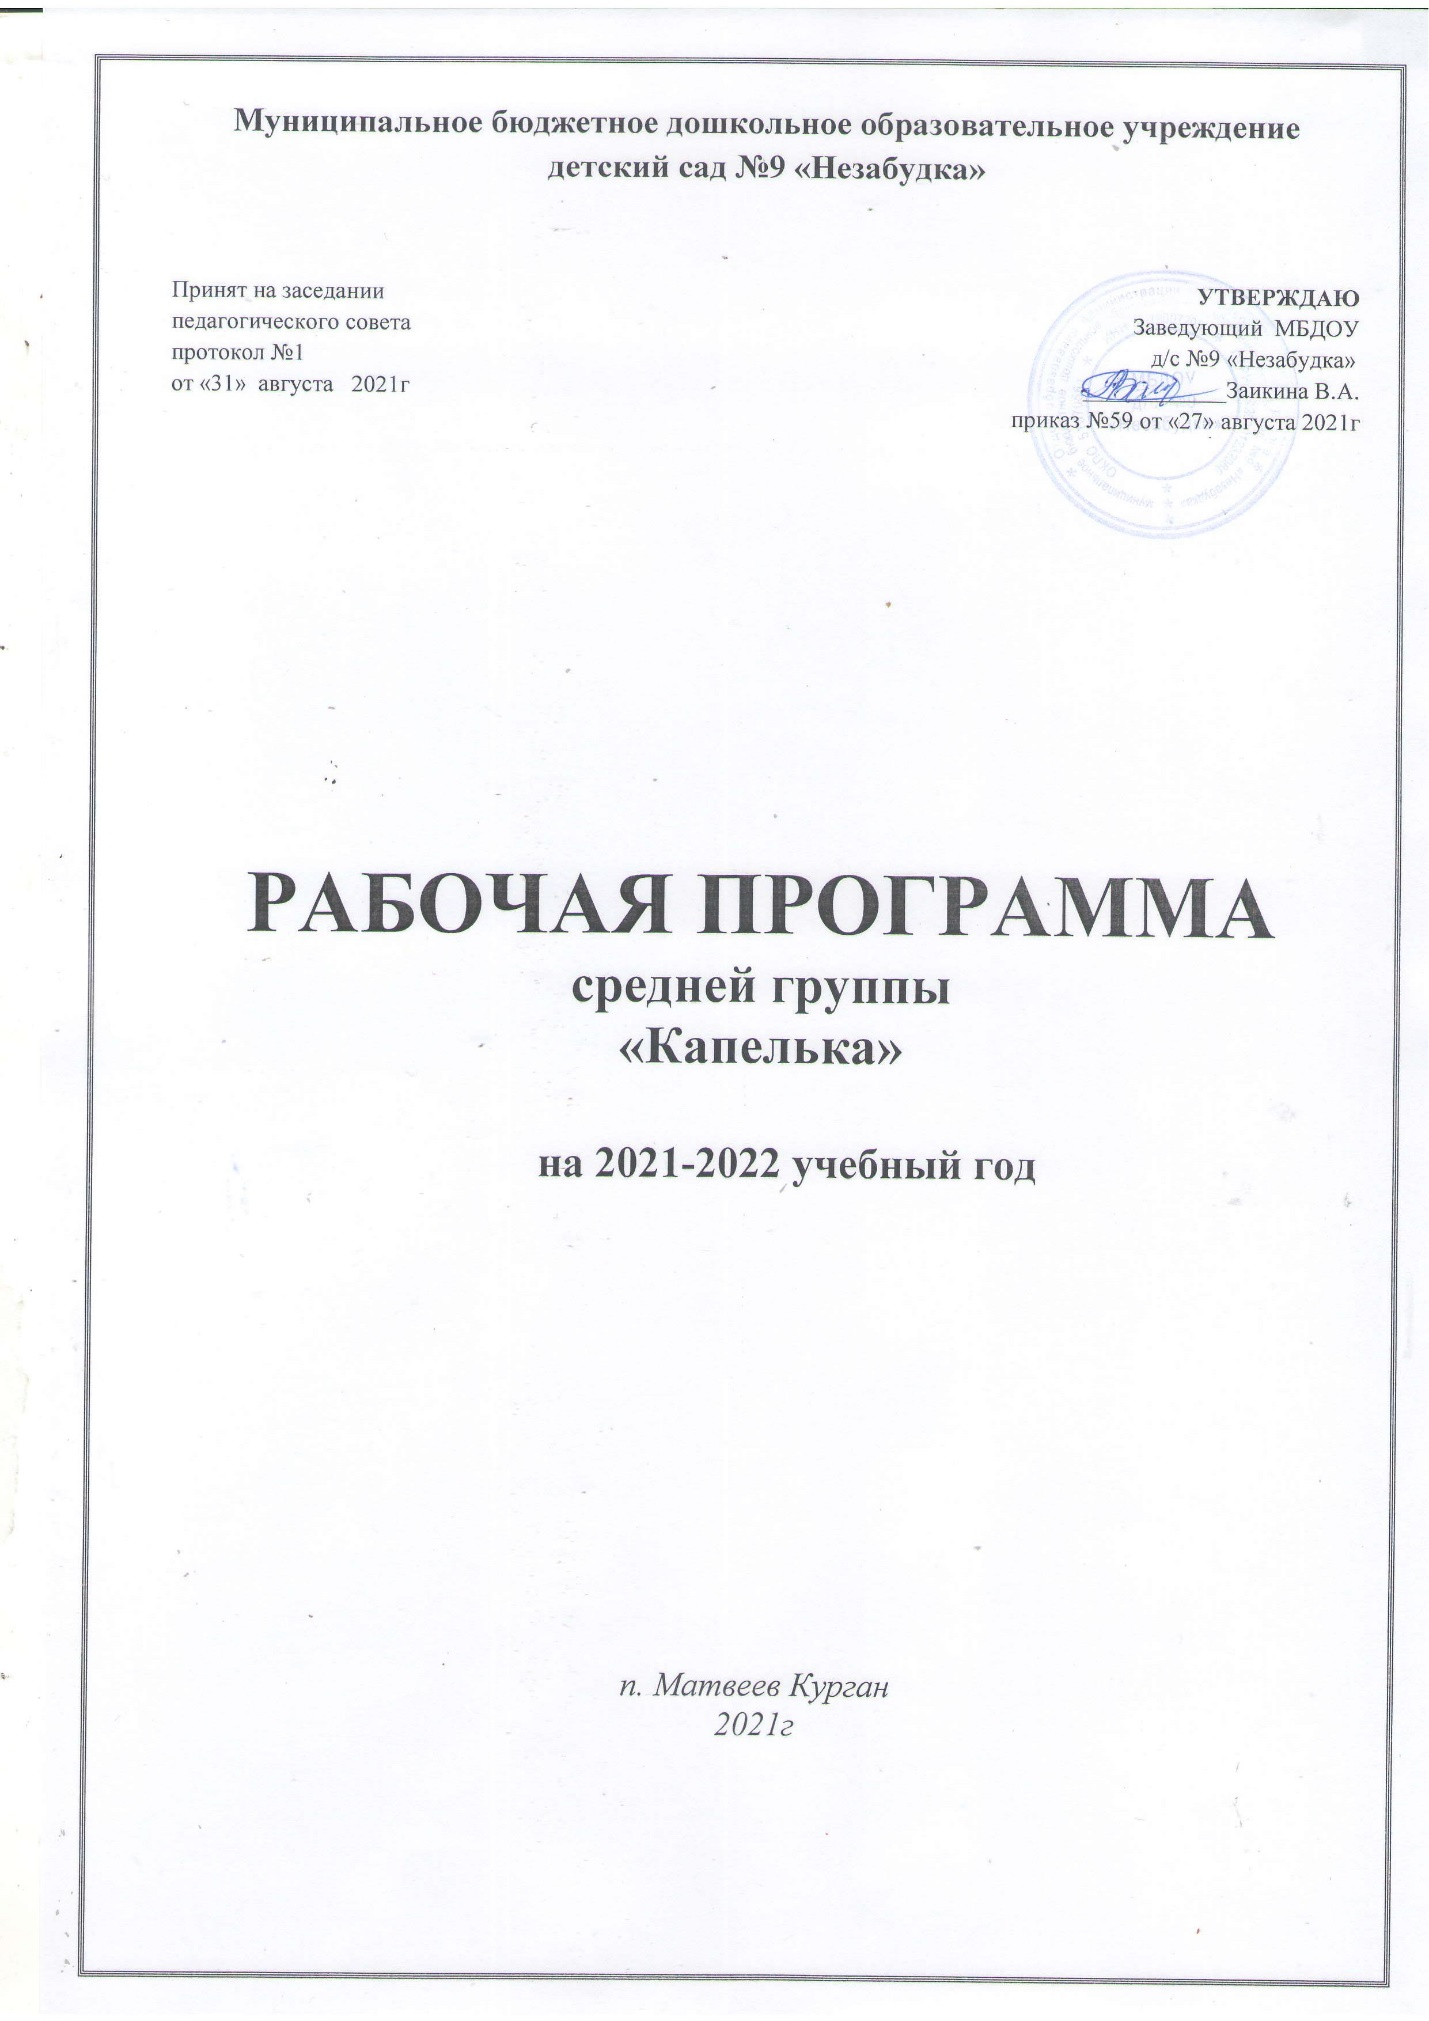 Муниципальное бюджетное дошкольное образовательное учреждение
детский сад №9 «Незабудка»
Принят на заседании
педагогического совета
протокол №1
от «31» августа 2021г
УТВЕРЖДАЮ
Заведующий МБДОУ
д/с №9 «Незабудка»
Заикина В.А.
приказ №59 от «27» августа 2021г
РАБОЧАЯ ПРОГРАММА
средней группы
«Капелька»
на 2021-2022 учебный год
п. Матвеев Курган
2021г